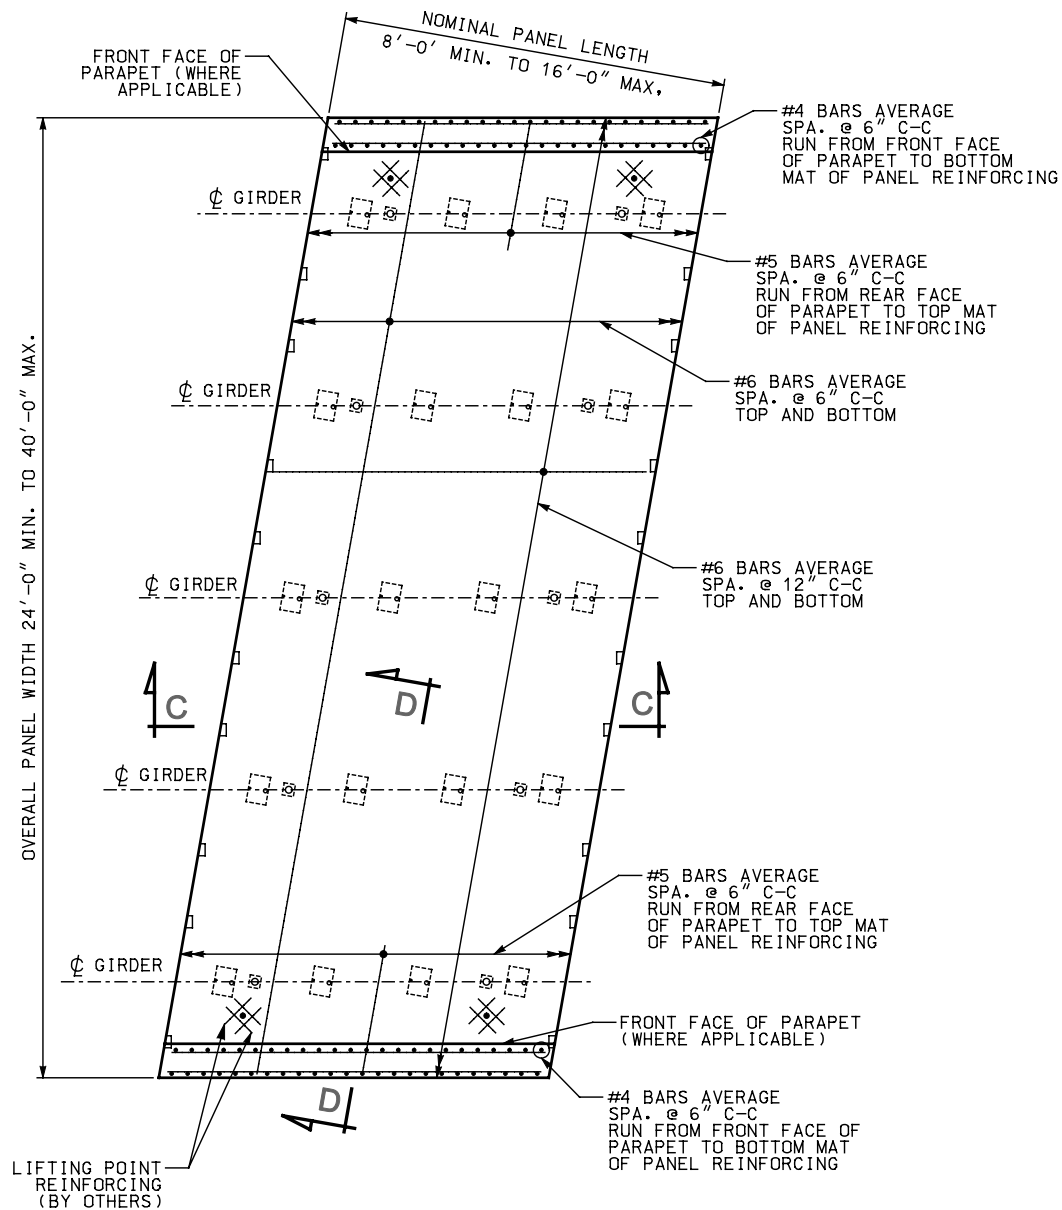 NOMINAL PANEL LENGTH
8'-0' MIN. TO 16'-0" MAX.
FRONT FACE OF
PARAPET (WHERE
APPLICABLE)
#4 BARS AVERAGE
SPA. @ 6" C-C
RUN FROM FRONT FACE
OF PARAPET TO BOTTOM
MAT OF PANEL REINFORCING
℄ GIRDER
#5 BARS AVERAGE
SPA. @ 6" C-C
RUN FROM REAR FACE
OF PARAPET TO TOP MAT
OF PANEL REINFORCING
OVERALL PANEL WIDTH 24'-0" MIN. TO 40'-0" MAX.
℄ GIRDER
#6 BARS AVERAGE
SPA. @ 6" C-C
TOP AND BOTTOM
℄ GIRDER
#6 BARS AVERAGE
SPA. @ 12" C-C
TOP AND BOTTOM
C
D
C
℄ GIRDER
#5 BARS AVERAGE
SPA. @ 6" C-C
RUN FROM REAR FACE
OF PARAPET TO TOP MAT
OF PANEL REINFORCING
℄ GIRDER
FRONT FACE OF PARAPET
(WHERE APPLICABLE)
D
#4 BARS AVERAGE
SPA. @ 6" C-C
RUN FROM FRONT FACE OF
PARAPET TO BOTTOM MAT
OF PANEL REINFORCING
LIFTING POINT
REINFORCING
(BY OTHERS)